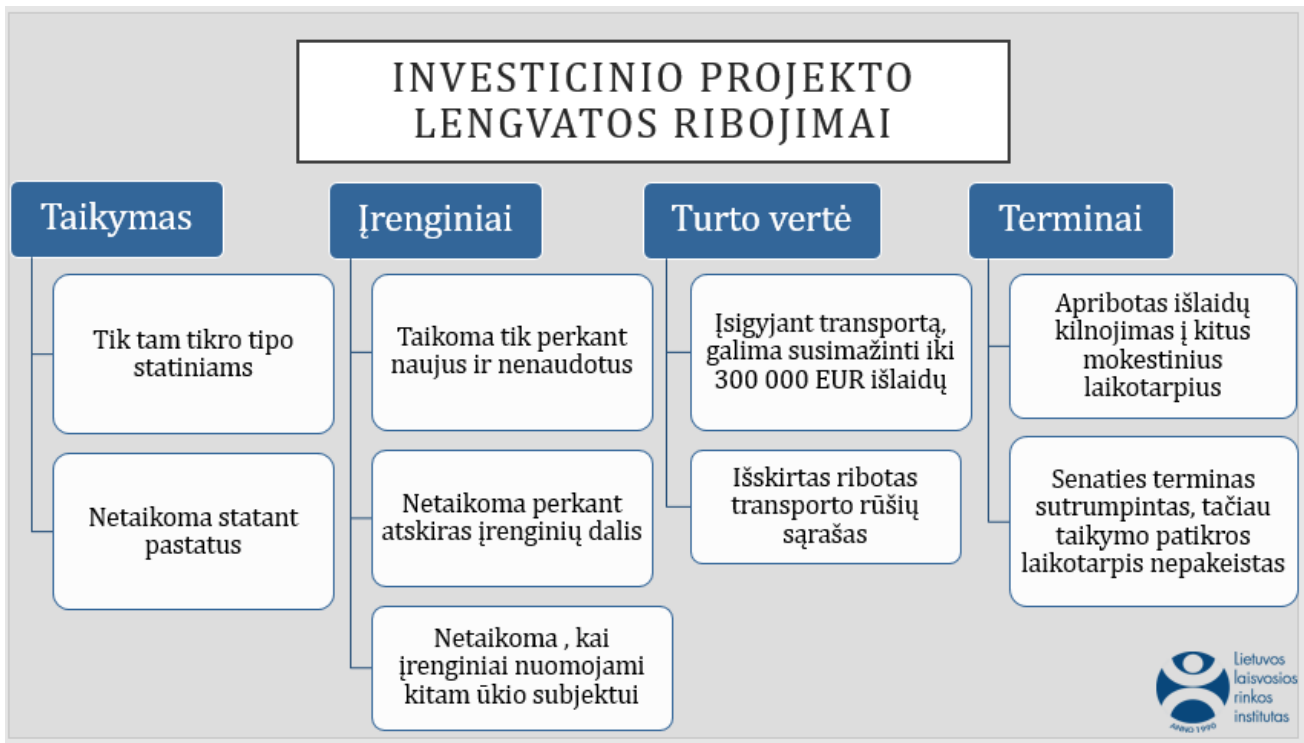 INVESTICINIO PROJEKTO
LENGVATOS RIBOJIMAI
Taikymas
Tik tam tikro tipo
statiniams
Netaikoma statant
pastatus
Įrenginiai
Taikoma tik perkant
naujus ir nenaudotus
Netaikoma perkant
atskiras įrenginių dalis
Netaikoma , kai
įrenginiai nuomojami
kitam ūkio subjektui
Turto vertė
Įsigyjant transportą,
galima susimažinti iki
300 000 EUR išlaidų
Išskirtas ribotas
transporto rūšių
sąrašas
Terminai
Apribotas išlaidų
kilnojimas į kitus
mokestinius
laikotarpius
Senaties terminas
sutrumpintas, tačiau
taikymo patikros
laikotarpis nepakeistas
Lietuvos
laisvosios
rinkos
institutas
ANNO 1990